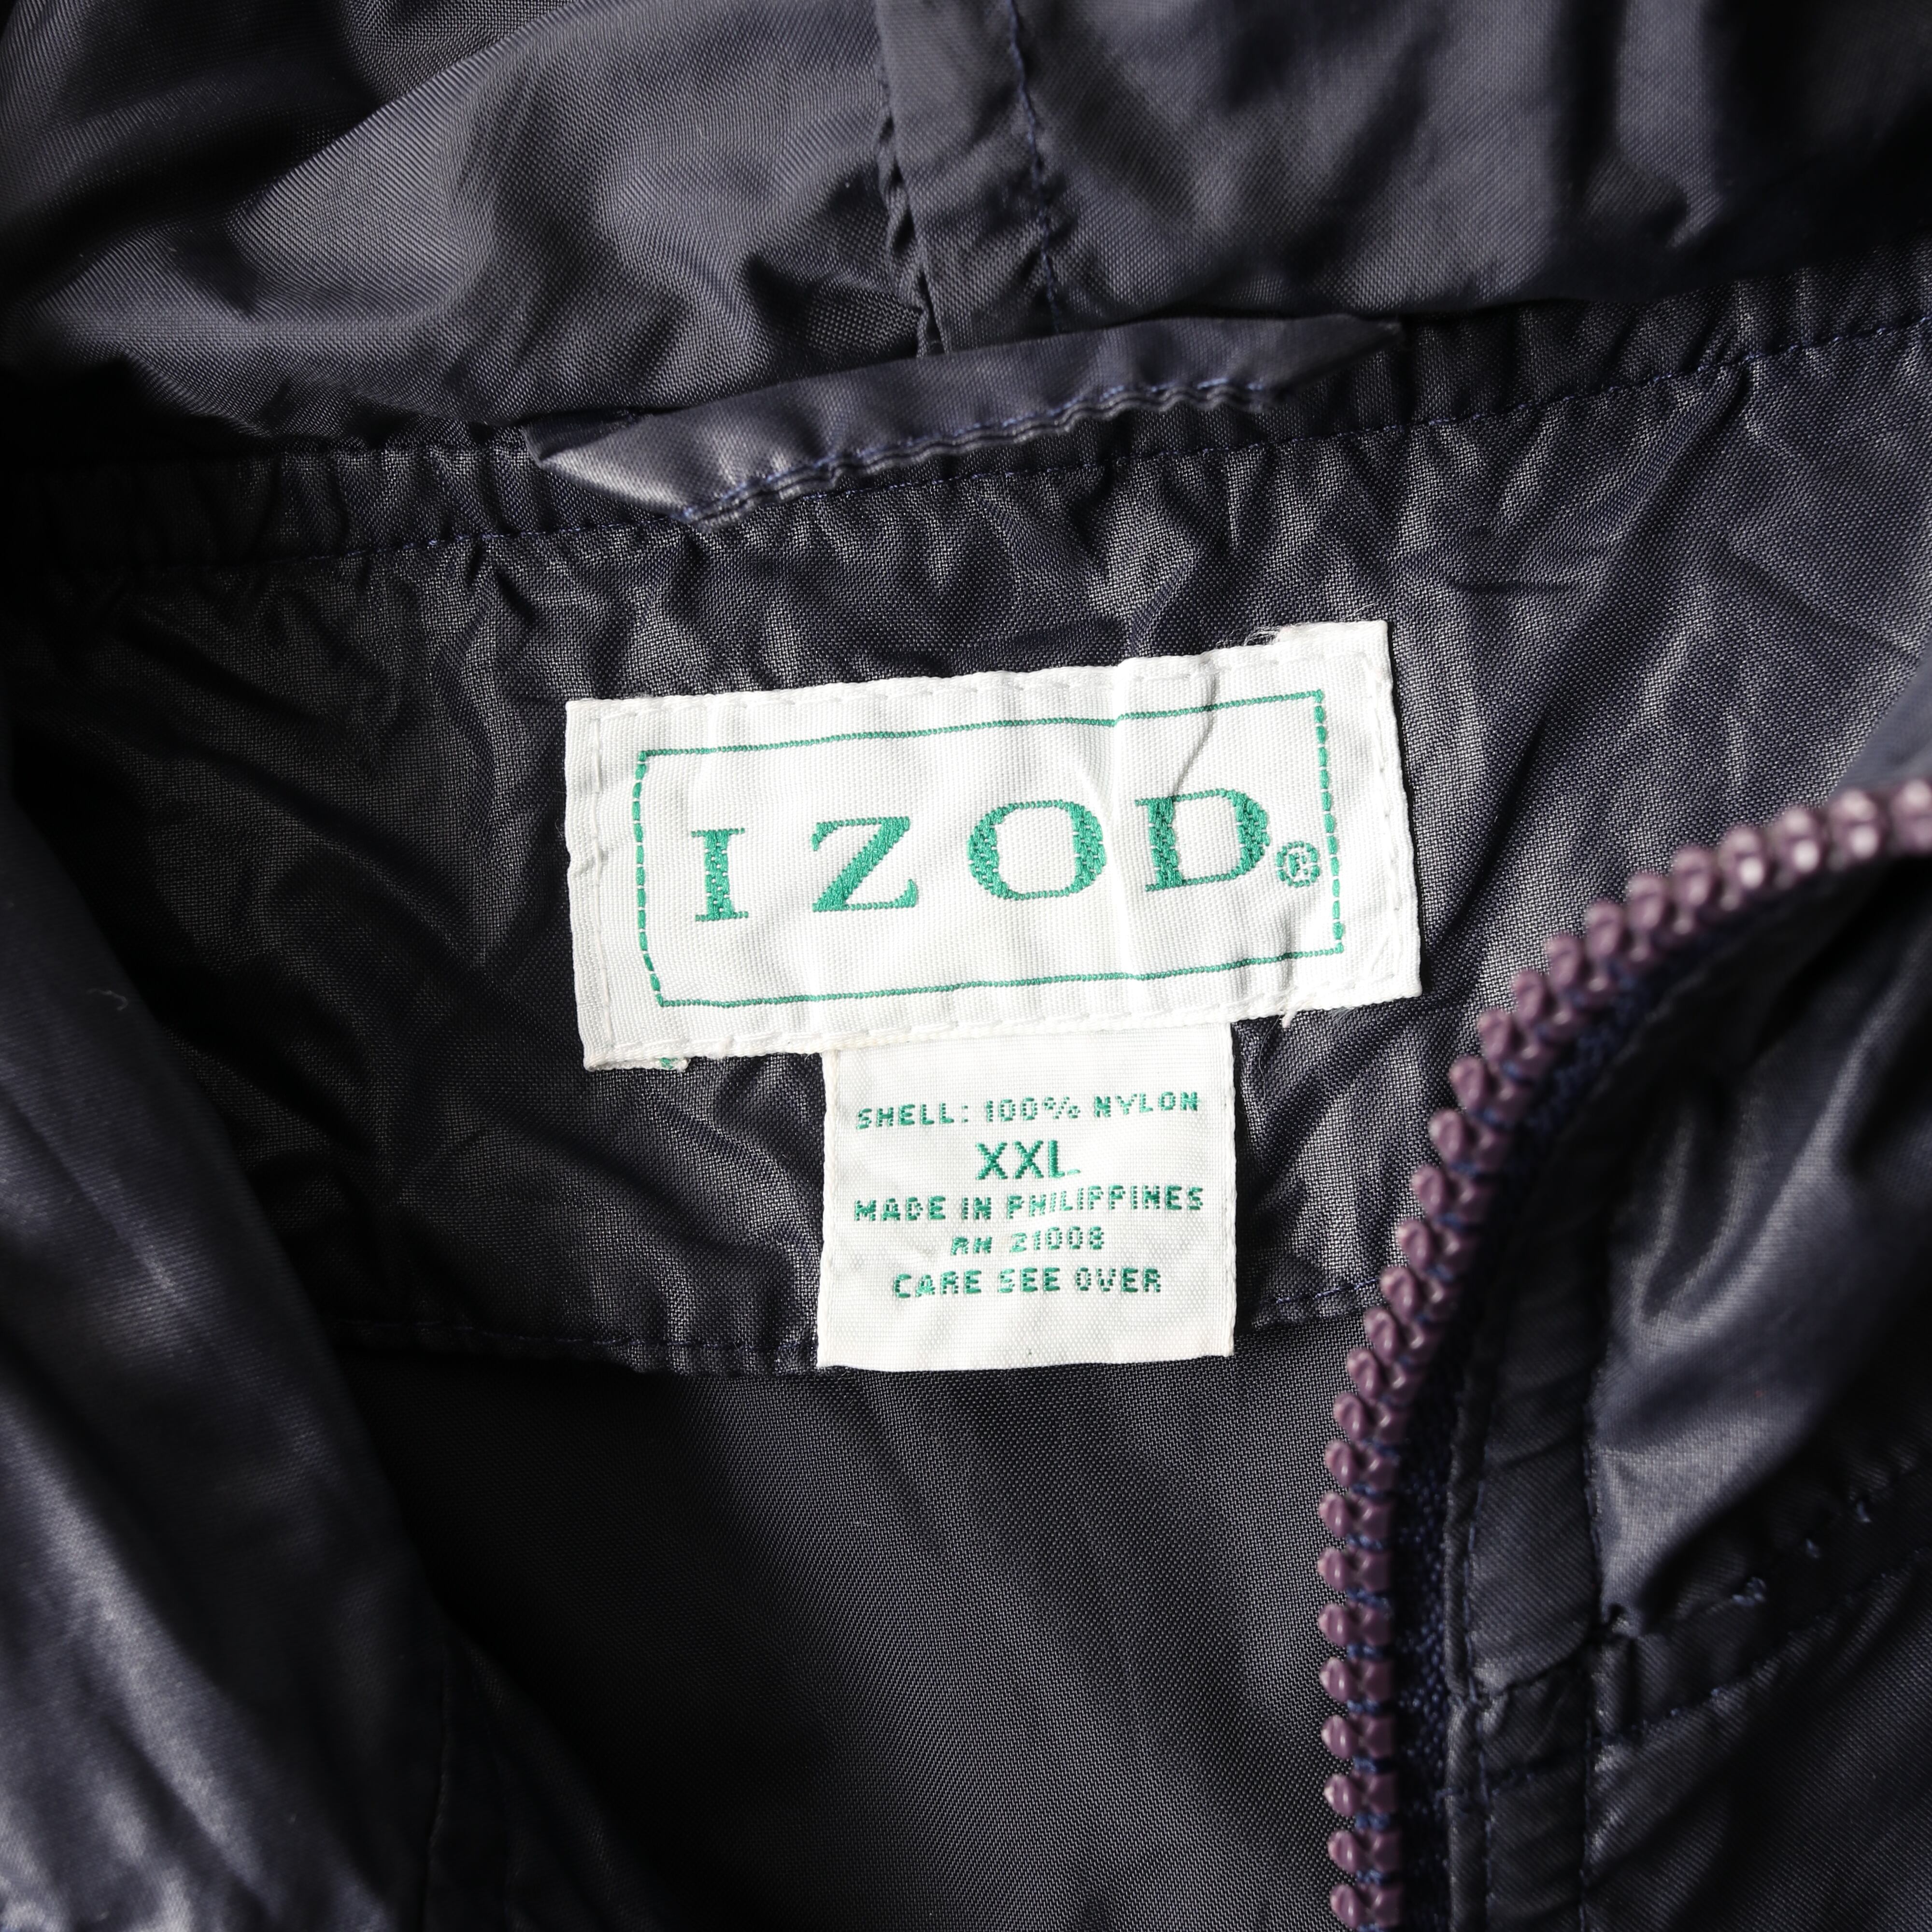 IZOD®
SHELL: 100% NYLON
XXL
MADE IN PHILIPPINES
RN 21008
CARE SEE OVER